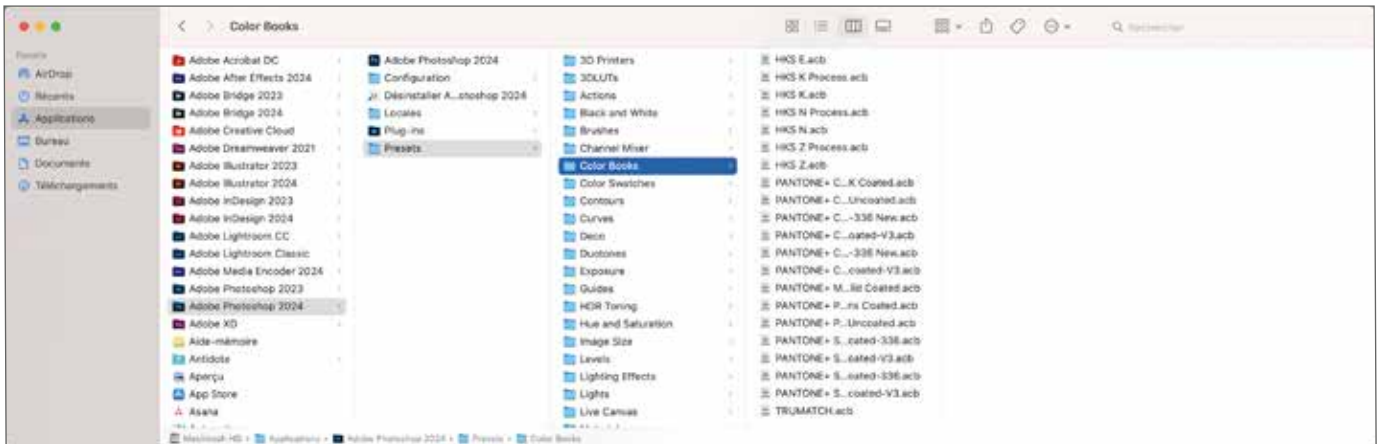 Color Books
Rechercher
Favoris
AirDrop
Récents
Applications
Bureau
Documents
Téléchargements
Adobe Acrobat DC
Adobe After Effects 2024
Adobe Bridge 2023
Adobe Bridge 2024
Adobe Creative Cloud
Adobe Dreamweaver 2021
Adobe Illustrator 2023
Adobe Illustrator 2024
Adobe InDesign 2023
Adobe InDesign 2024
Adobe Lightroom CC
Adobe Lightroom Classic
Adobe Media Encoder 2024
Adobe Photoshop 2023
Adobe Photoshop 2024
Adobe XD
Aide-mémoire
Antidote
Aperçu
App Store
Asana
Adobe Photoshop 2024
Configuration
Désinstaller A...otoshop 2024
Locales
Plug-ins
Presets
3D Printers
3DLUTs
Actions
Black and White
Brushes
Channel Mixer
Color Books
Color Swatches
Contours
Curves
Deco
Duotones
Exposure
Guides
HDR Toning
Hue and Saturation
Image Size
Levels
Lighting Effects
Lights
Live Canvas
HKS E.acb
HKS K Process.acb
HKS K.acb
HKS N Process.acb
HKS N.acb
HKS Z Process.acb
HKS Z.acb
PANTONE+ C...K Coated.acb
PANTONE+ C...Uncoated.acb
PANTONE+ C...-336 New.acb
PANTONE+ C...oated-V3.acb
PANTONE+ C...-336 New.acb
PANTONE+ C...coated-V3.acb
PANTONE+ M...llic Coated.acb
PANTONE+ P...ns Coated.acb
PANTONE+ P...Uncoated.acb
PANTONE+ S...oated-336.acb
PANTONE+ S...oated-V3.acb
PANTONE+ S...oated-336.acb
PANTONE+ S...coated-V3.acb
TRUMATCH.acb
Macintosh HD › Applications › Adobe Photoshop 2024 › Presets › Color Books